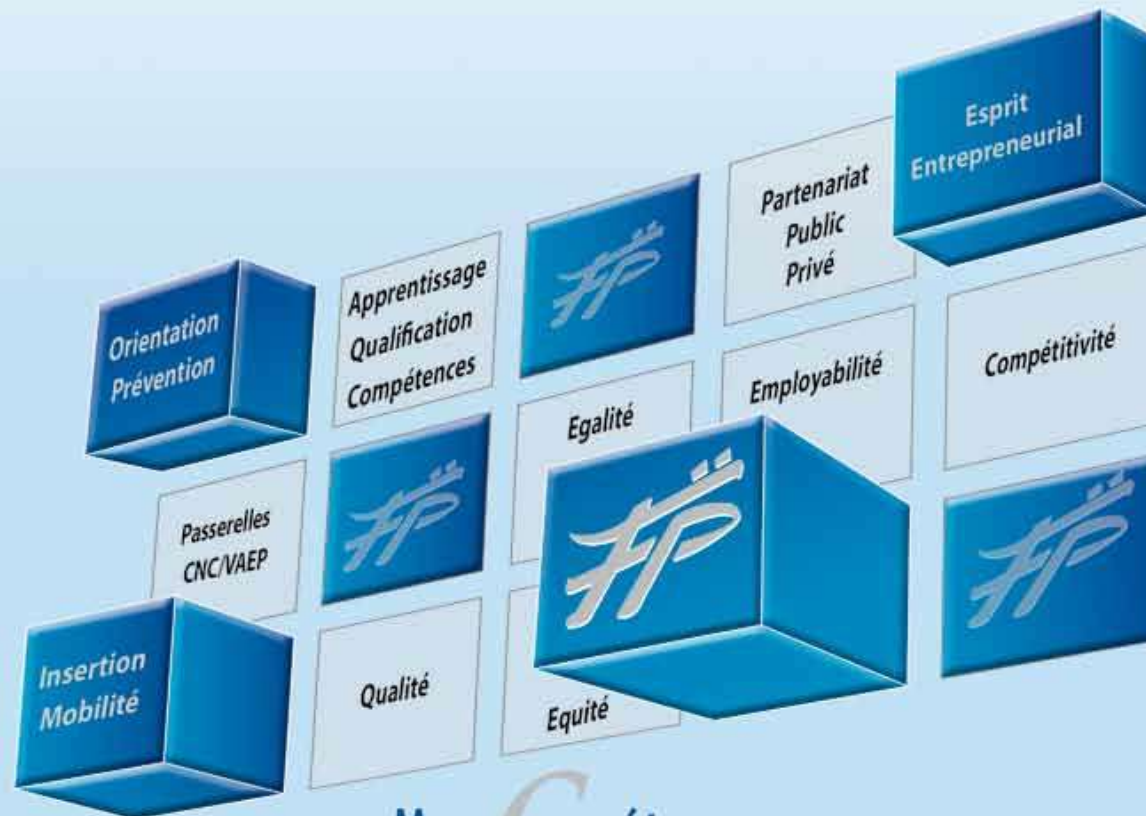 Esprit
Entrepreneurial
Partenariat
Public
Privé
Apprentissage
Qualification
Compétences
Orientation
Prévention
Compétitivité
Employabilité
Egalité
Passerelles
CNC/VAEP
Insertion
Mobilité
Qualité
Equité